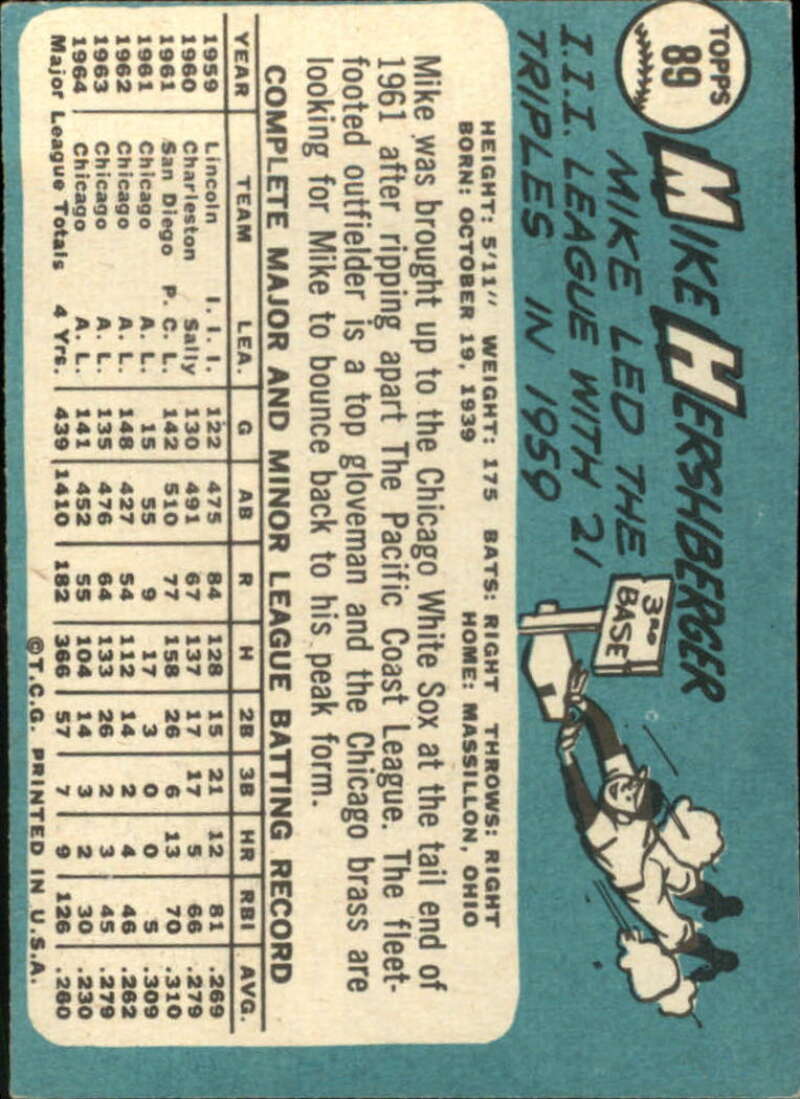 TOPPS
89
MIKE HERSHBERGER
MIKE LED THE
I.I.I. LEAGUE WITH 21
TRIPLES IN 1959
3RD
BASE
HEIGHT: 5'11" WEIGHT: 175 BATS: RIGHT THROWS: RIGHT
BORN: OCTOBER 19, 1939 HOME: MASSILLON, OHIO
Mike was brought up to the Chicago White Sox at the tail end of
1961 after ripping apart The Pacific Coast League. The fleet-
footed outfielder is a top gloveman and the Chicago brass are
looking for Mike to bounce back to his peak form.
COMPLETE MAJOR AND MINOR LEAGUE BATTING RECORD
YEAR TEAM LEA. G AB R H 2B 3B HR RBI AVG.
1959 Lincoln I. I. I. 122 475 84 128 15 21 12 81 .269
1960 Charleston Sally 130 491 67 137 17 17 5 66 .279
1961 San Diego P. C. L. 142 510 77 158 26 6 13 70 .310
1961 Chicago A. L. 15 55 9 17 3 0 0 5 .309
1962 Chicago A. L. 148 427 54 112 14 2 4 46 .262
1963 Chicago A. L. 135 476 64 133 26 2 3 45 .279
1964 Chicago A. L. 141 452 55 104 14 3 2 30 .230
Major League Totals 4 Yrs. 439 1410 182 366 57 7 9 126 .260
©T.C.G. PRINTED IN U.S.A.